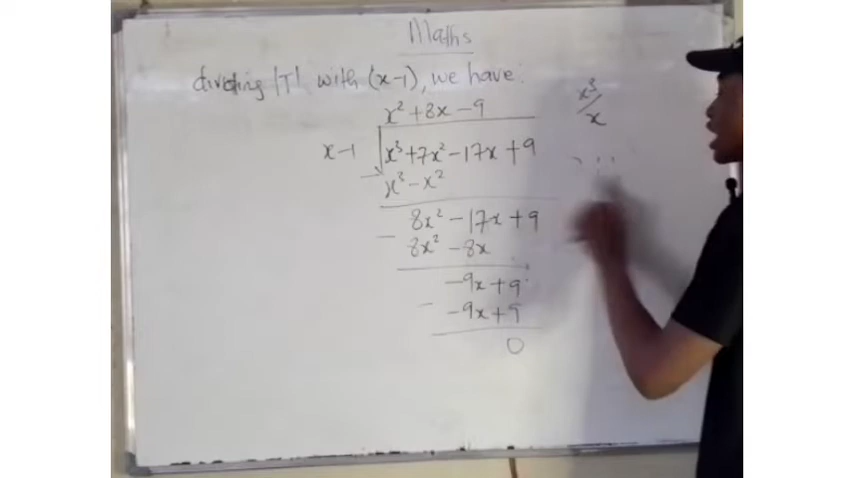 Maths
dividing |T| with (x-1), we have:
x² + 8x - 9
x³/x
x-1
x³ + 7x² - 17x + 9
- x³ - x²
8x² - 17x + 9
- 8x² - 8x
-9x + 9
- -9x + 9
0